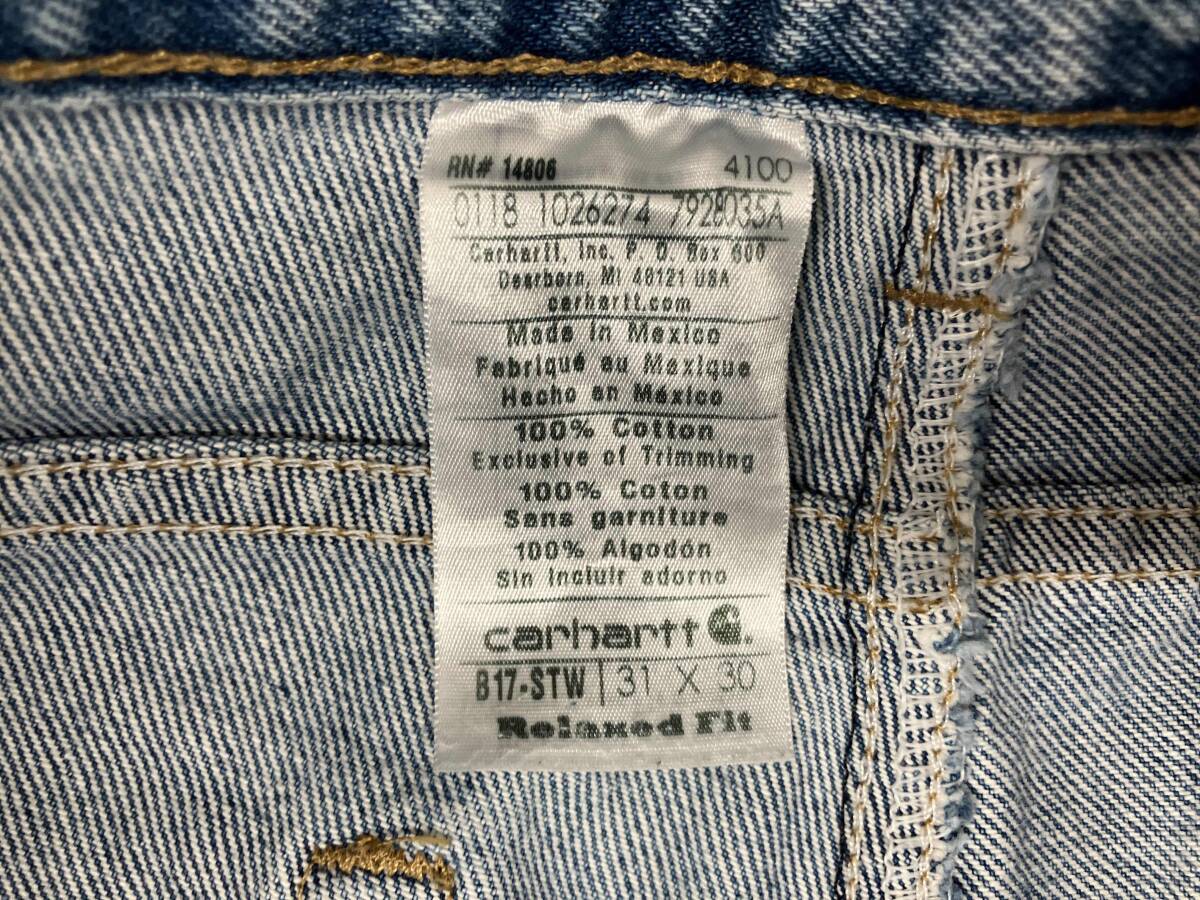 RN# 14806 4100
0118 1026274 7928035A
Carhartt, Inc. P. O. Box 600
Dearborn, MI 48121 USA
carhartt.com
Made in Mexico
Fabriqué au Mexique
Hecho en México
100% Cotton
Exclusive of Trimming
100% Coton
Sans garniture
100% Algodón
Sin incluir adorno
carhartt
B17-STW 31 X 30
Relaxed Fit